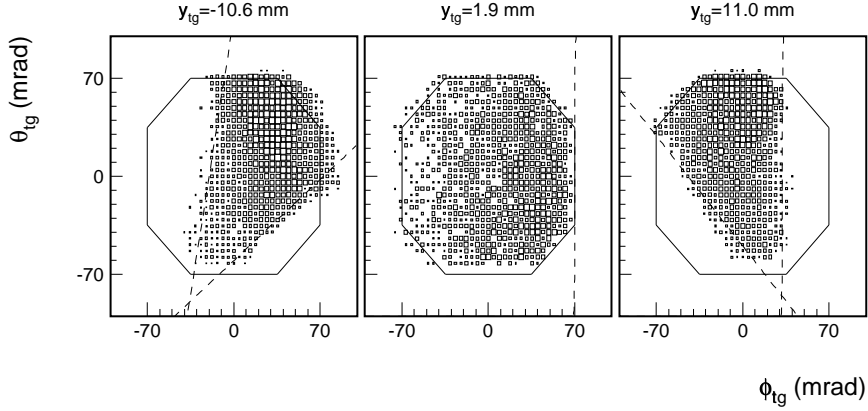 y_tg=-10.6 mm
y_tg=1.9 mm
y_tg=11.0 mm
θ_tg (mrad)
70
0
-70
-70 0 70
-70 0 70
-70 0 70
ϕ_tg (mrad)